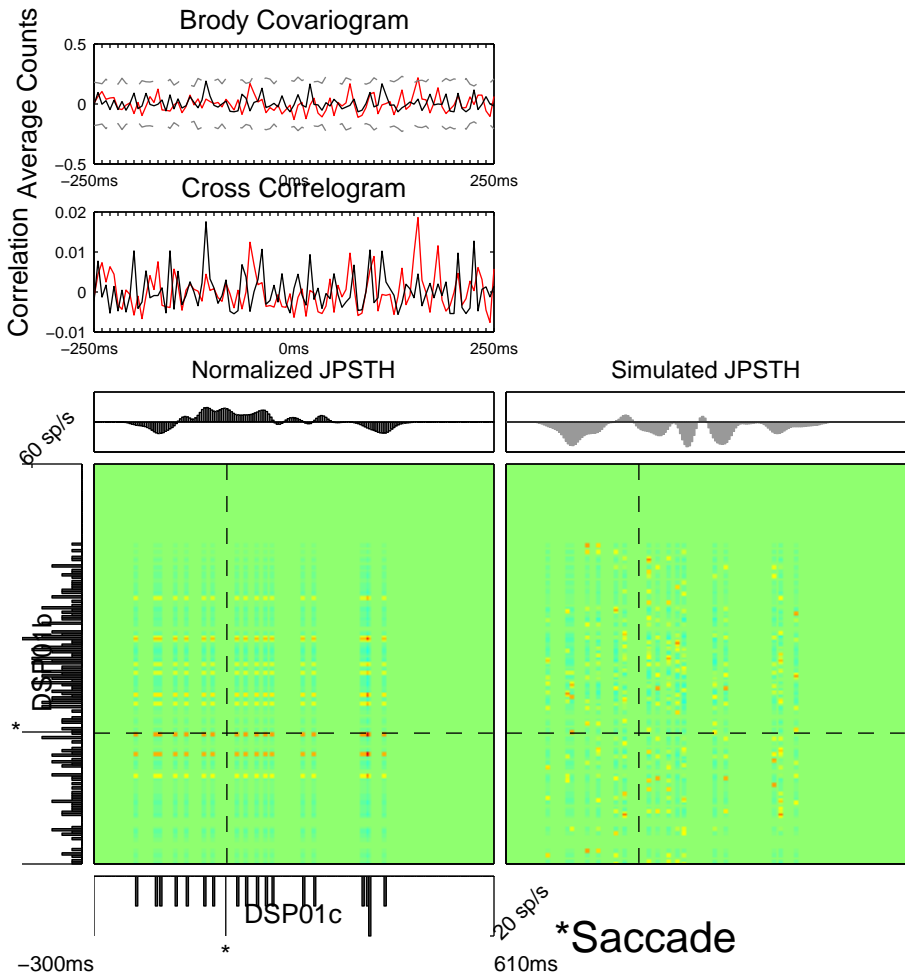 Brody Covariogram
Average Counts
0.5
0
−0.5
−250ms 0ms 250ms
Cross Correlogram
Correlation
0.02
0.01
0
−0.01
−250ms 0ms 250ms
Normalized JPSTH
Simulated JPSTH
60 sp/s
DSP01b
*
DSP01c
20 sp/s
*
*Saccade
−300ms 610ms